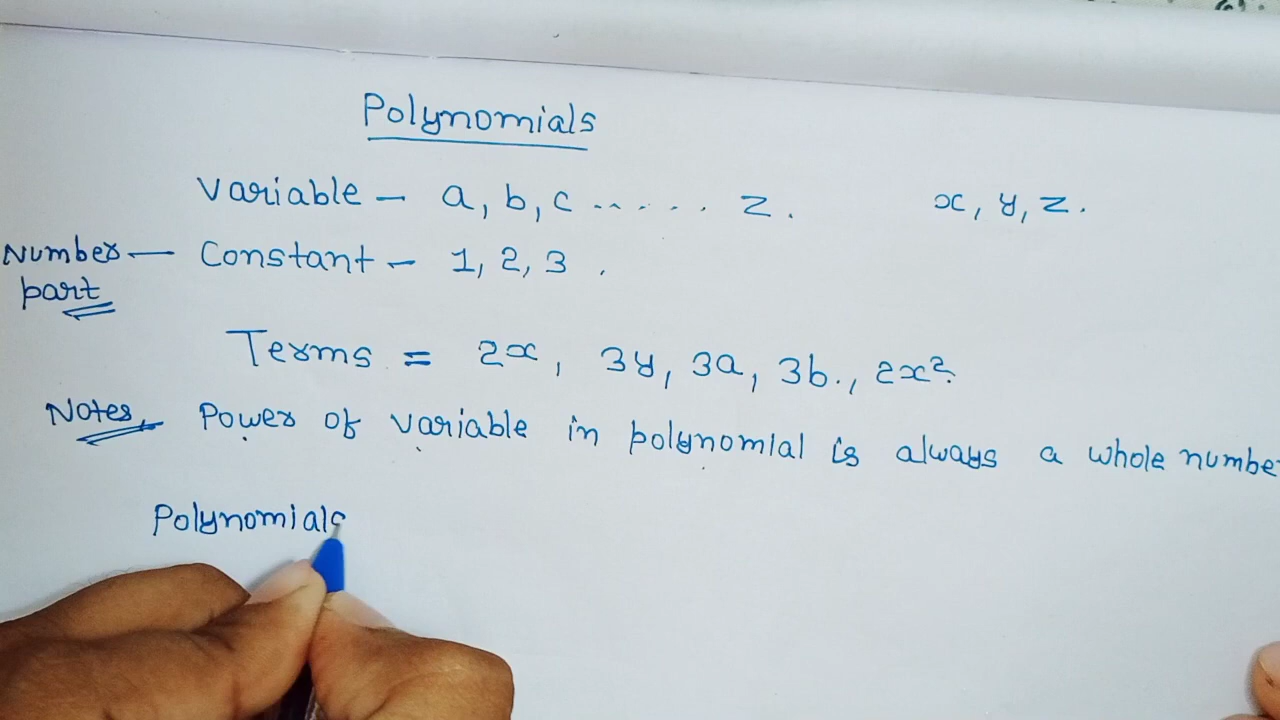 Polynomials
Variable - a, b, c ...... z. x, y, z.
Number - Constant - 1, 2, 3 .
part
Terms = 2x, 3y, 3a, 3b., 2x².
Notes, Power of variable in polynomial is always a whole numbe
Polynomials